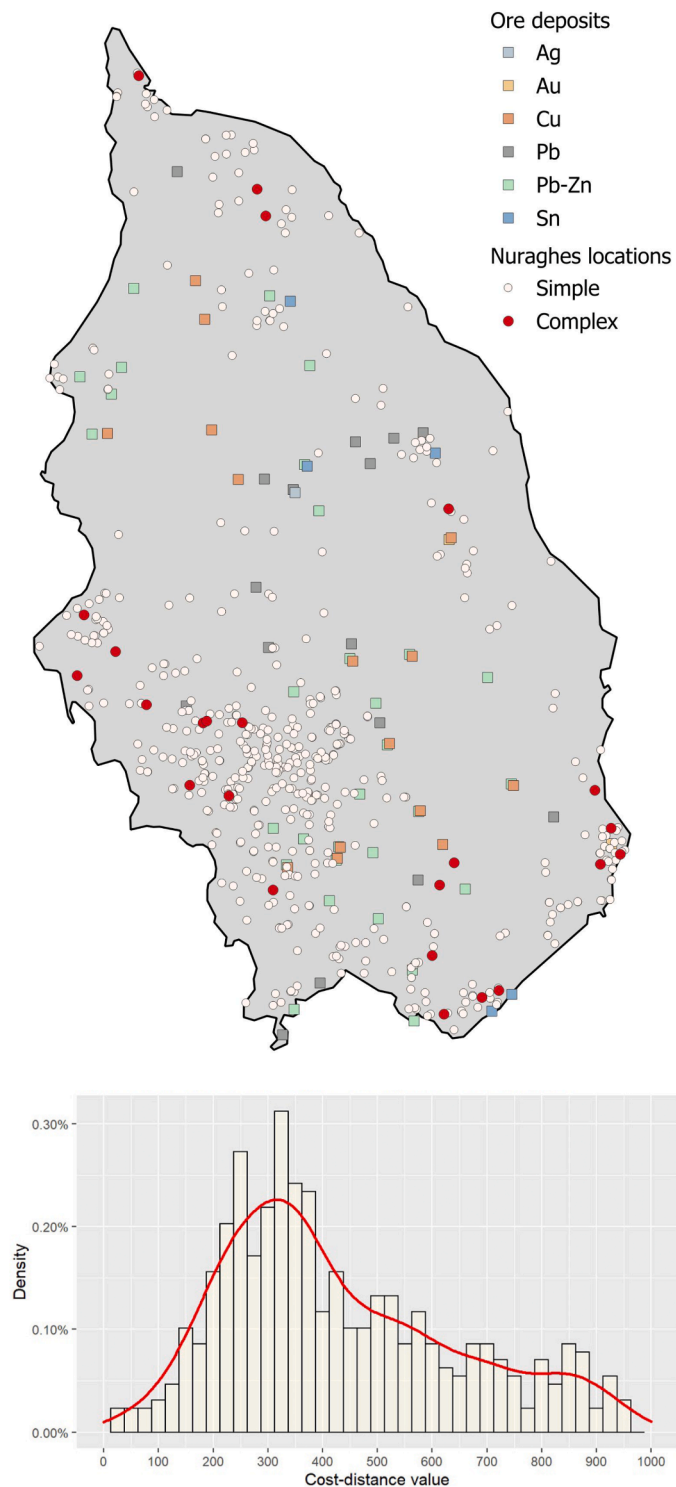 Ore deposits
Ag
Au
Cu
Pb
Pb-Zn
Sn
Nuraghes locations
Simple
Complex
0.30%
0.20%
0.10%
0.00%
Density
0 100 200 300 400 500 600 700 800 900 1000
Cost-distance value